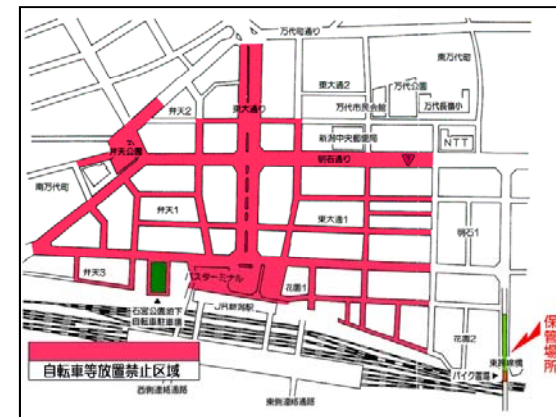 万代町通り
南万代町
東大通2
万代公園
弁天2
東大通り
万代市民会館
万代長嶺小
新潟中央郵便局
NTT
弁天公園
明石通り
南万代町
弁天1
東大通1
明石1
弁天3
バスターミナル
花園1
石宮公園地下
自転車駐車場
JR新潟駅
花園2
保管場所
東跨線橋
バイク置場
自転車等放置禁止区域
西側連絡通路
東側連絡通路